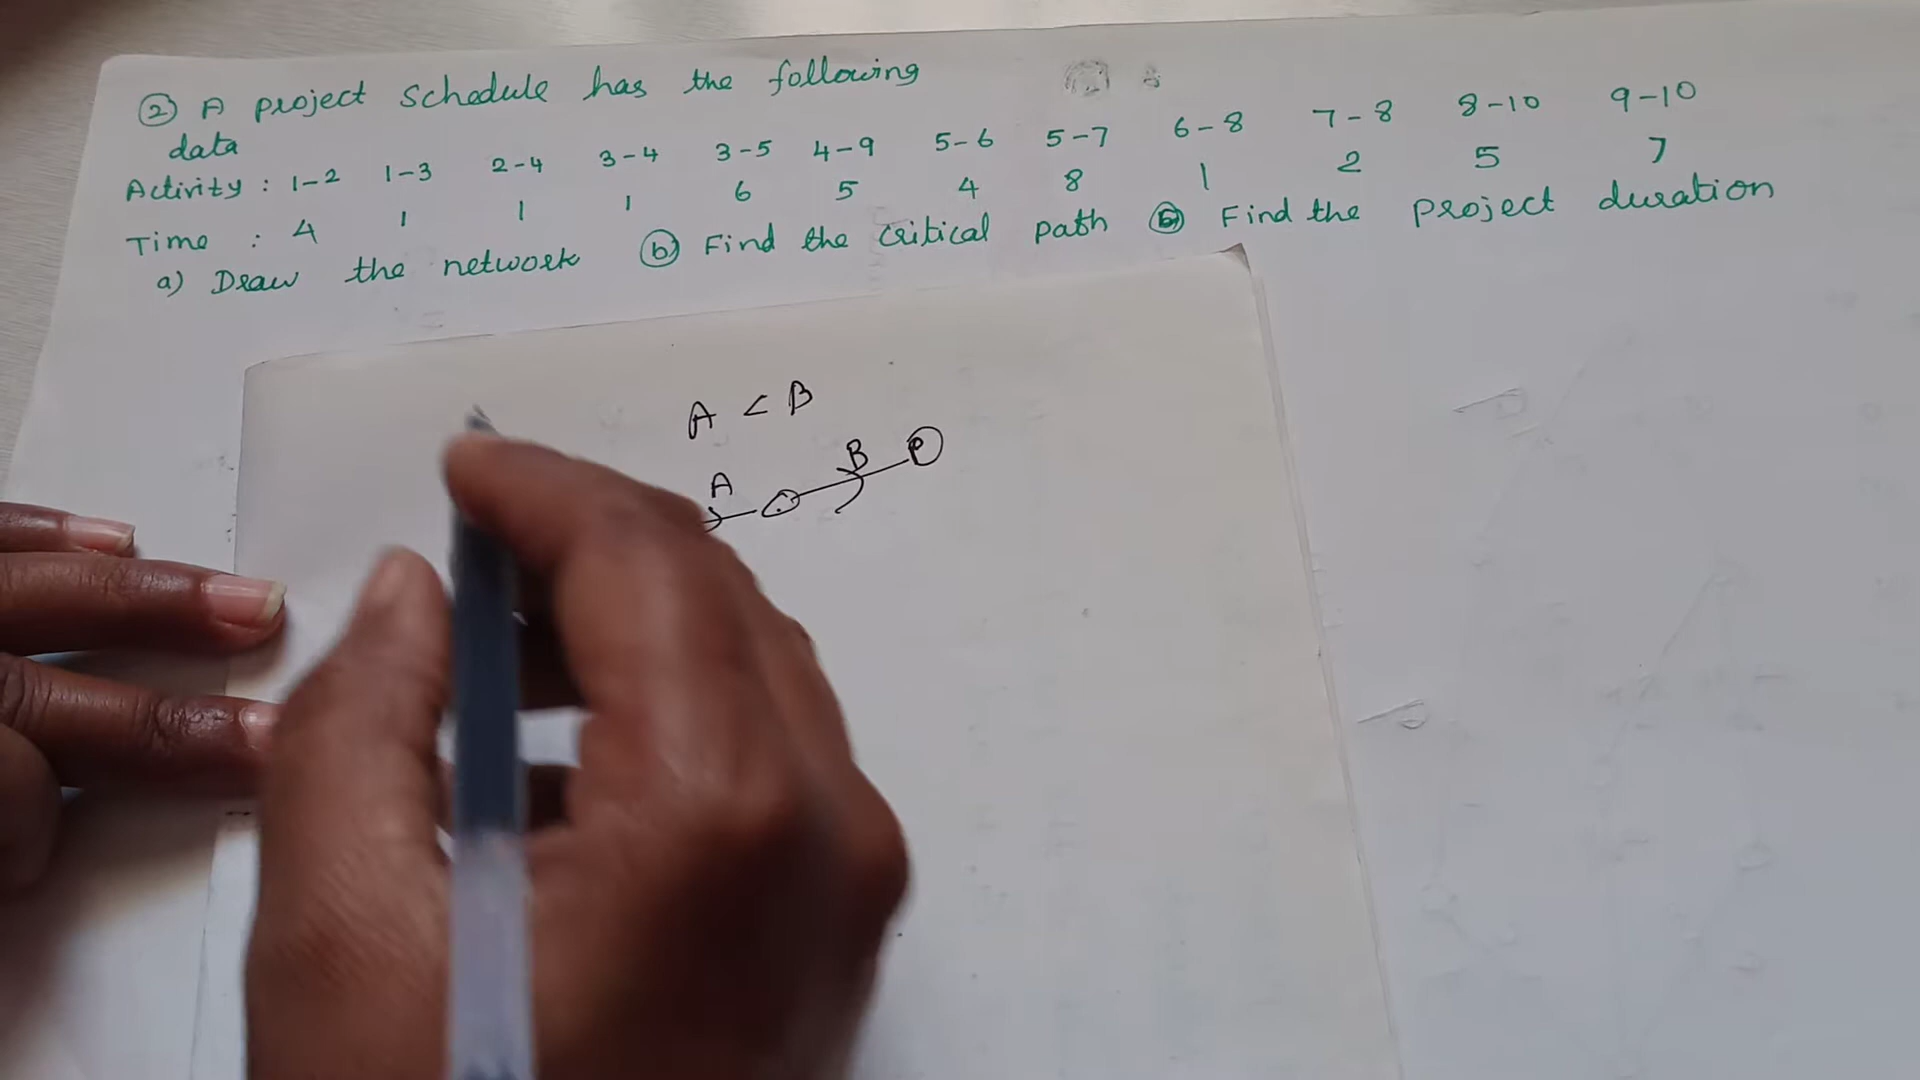 ② A project schedule has the following
data
Activity : 1-2 1-3 2-4 3-4 3-5 4-9 5-6 5-7 6-8 7-8 8-10 9-10
Time : 4 1 1 1 6 5 4 8 1 2 5 7
a) Draw the network ⓑ Find the critical path Find the project duration
A < B
A B